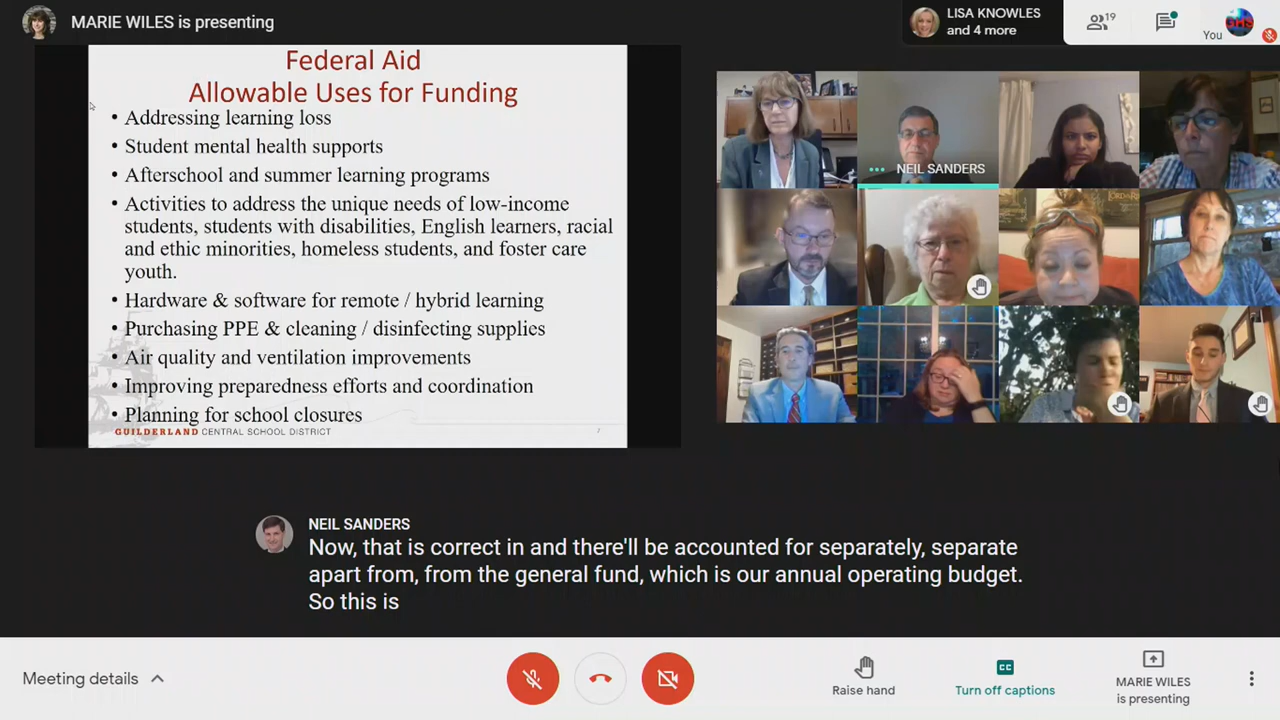 MARIE WILES is presenting
LISA KNOWLES
and 4 more
19
You
GHS
Federal Aid
Allowable Uses for Funding
• Addressing learning loss
• Student mental health supports
• Afterschool and summer learning programs
• Activities to address the unique needs of low-income
students, students with disabilities, English learners, racial
and ethic minorities, homeless students, and foster care
youth.
• Hardware & software for remote / hybrid learning
• Purchasing PPE & cleaning / disinfecting supplies
• Air quality and ventilation improvements
• Improving preparedness efforts and coordination
• Planning for school closures
GUILDERLAND CENTRAL SCHOOL DISTRICT
NEIL SANDERS
NEIL SANDERS
Now, that is correct in and there'll be accounted for separately, separate
apart from, from the general fund, which is our annual operating budget.
So this is
Meeting details
Raise hand
CC
Turn off captions
MARIE WILES
is presenting